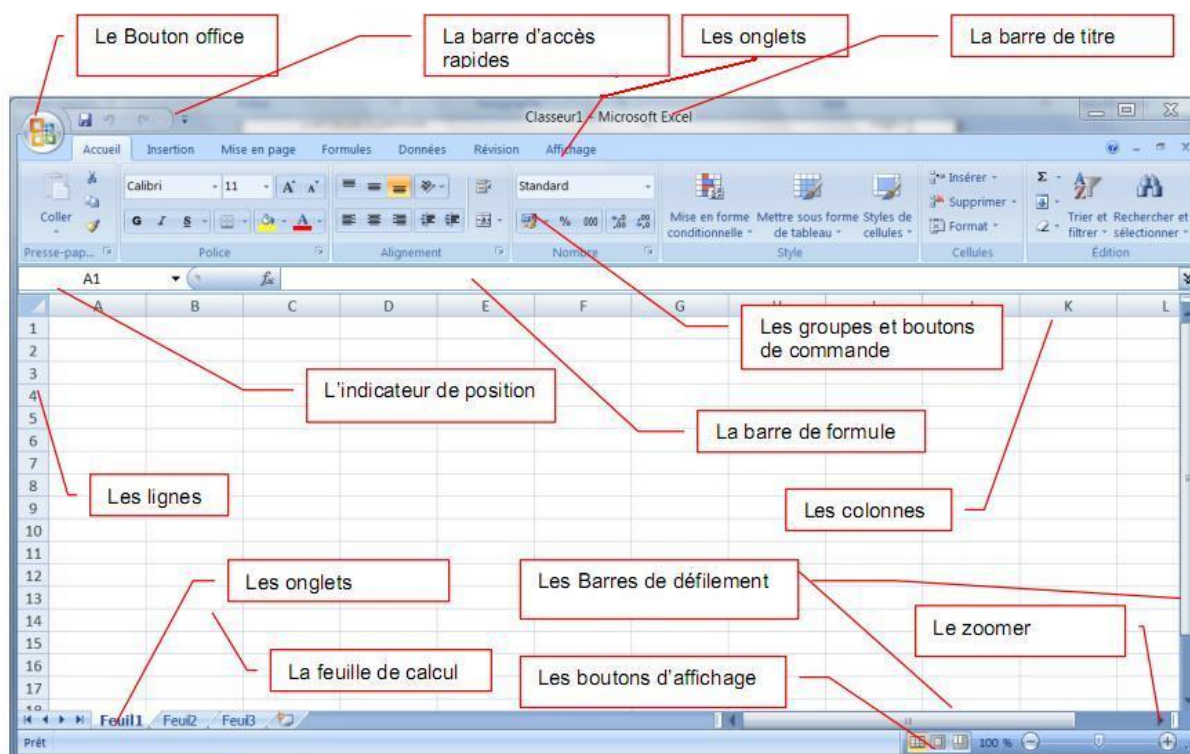 Le Bouton office
La barre d'accès
rapides
Les onglets
La barre de titre
Classeur1 - Microsoft Excel
Accueil Insertion Mise en page Formules Données Révision Affichage
Coller
Calibri 11 A A
G I S A
Standard
% 000
Mise en forme
conditionnelle
Mettre sous forme
de tableau
Styles de
cellules
Insérer
Supprimer
Format
Σ
Trier et
filtrer
Rechercher et
sélectionner
Presse-pap... Police Alignement Nombre Style Cellules Édition
A1 fx
A B C D E F G K L
1
2
3
4
5
6
7
8
9
10
11
12
13
14
15
16
17
18
Les groupes et boutons
de commande
L'indicateur de position
La barre de formule
Les lignes
Les colonnes
Les onglets
Les Barres de défilement
Le zoomer
La feuille de calcul
Les boutons d'affichage
Feuil1 Feuil2 Feuil3
Prêt 100 %